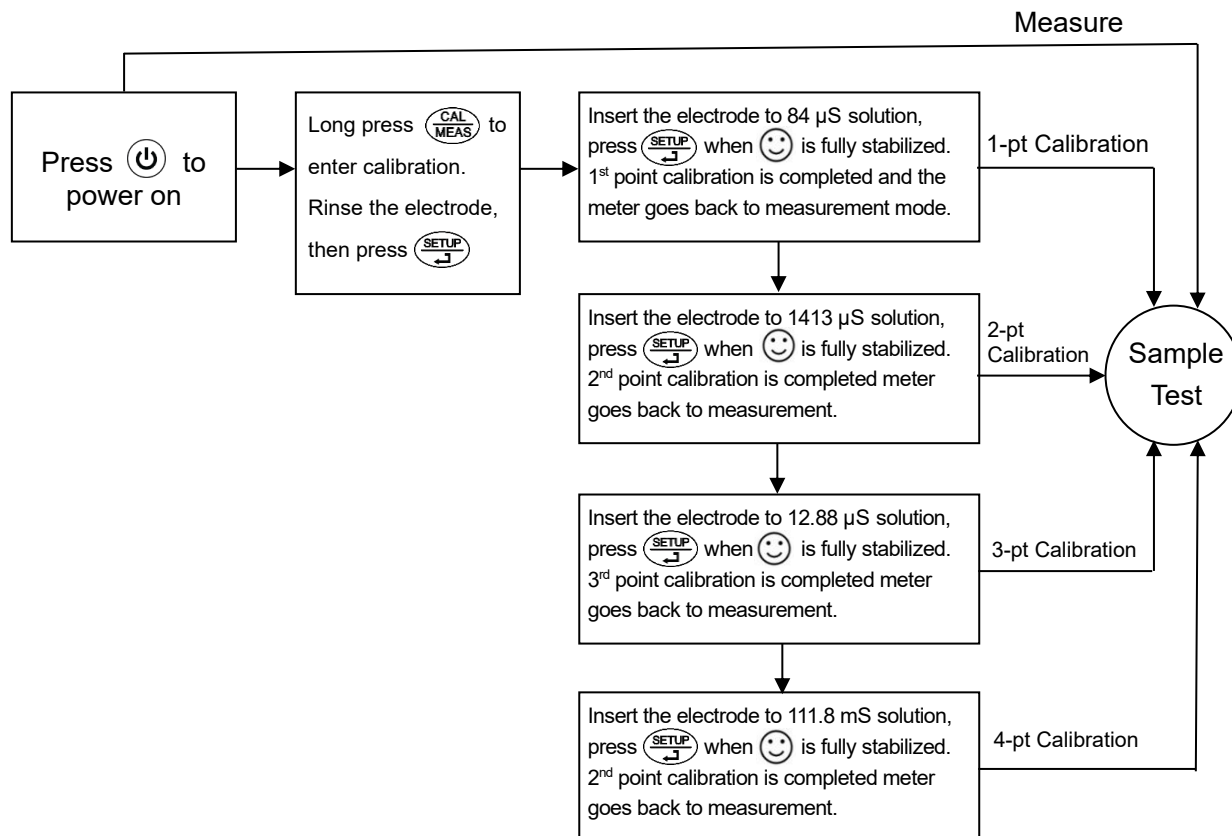 Measure
Press to
power on
Long press CAL
MEAS to
enter calibration.
Rinse the electrode,
then press SETUP
Insert the electrode to 84 µS solution,
press SETUP when is fully stabilized.
1st point calibration is completed and the
meter goes back to measurement mode.
1-pt Calibration
Insert the electrode to 1413 µS solution,
press SETUP when is fully stabilized.
2nd point calibration is completed meter
goes back to measurement.
2-pt
Calibration
Sample
Test
Insert the electrode to 12.88 µS solution,
press SETUP when is fully stabilized.
3rd point calibration is completed meter
goes back to measurement.
3-pt Calibration
Insert the electrode to 111.8 mS solution,
press SETUP when is fully stabilized.
2nd point calibration is completed meter
goes back to measurement.
4-pt Calibration